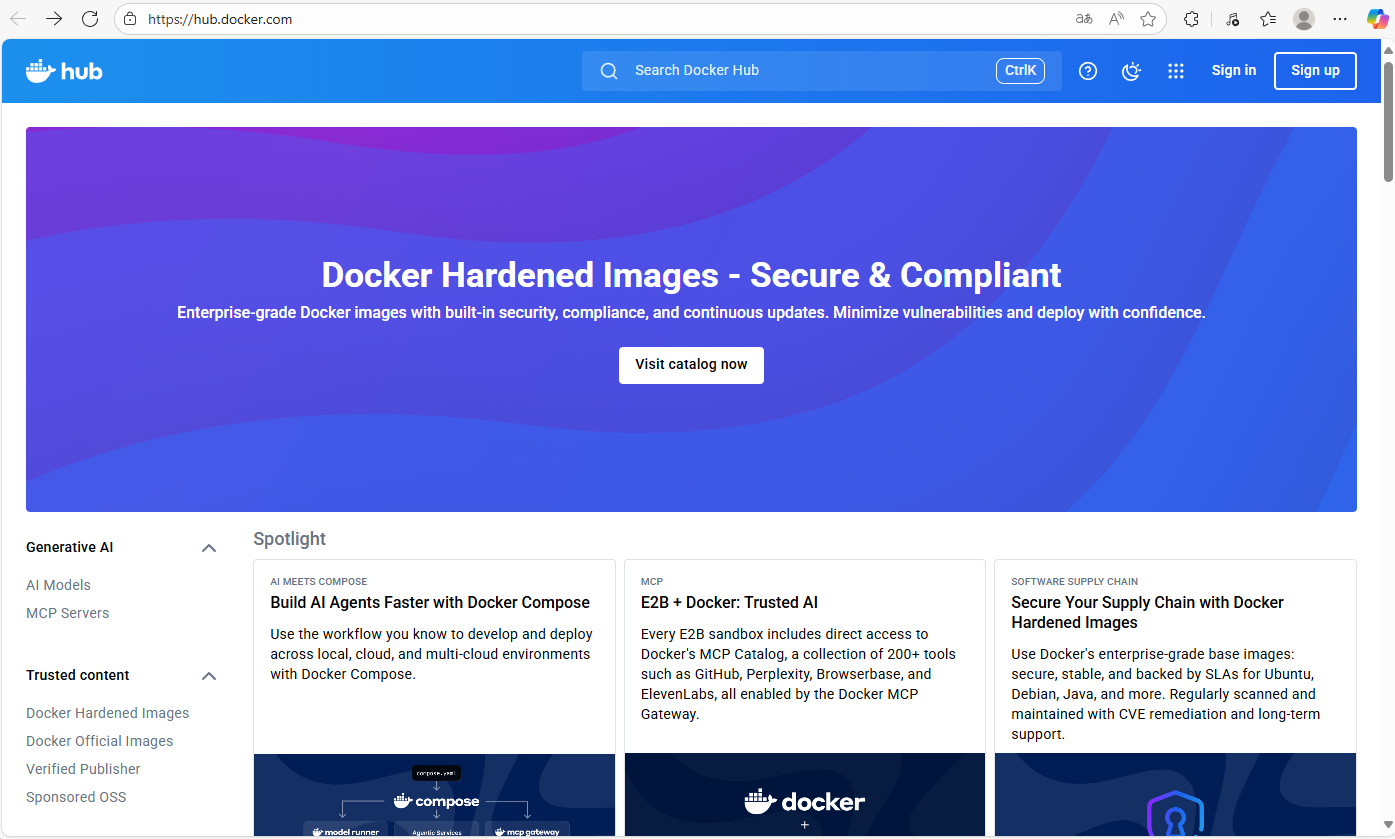 https://hub.docker.com
hub
Search Docker Hub
CtrlK
Sign in
Sign up
Docker Hardened Images - Secure & Compliant
Enterprise-grade Docker images with built-in security, compliance, and continuous updates. Minimize vulnerabilities and deploy with confidence.
Visit catalog now
Generative AI
AI Models
MCP Servers
Trusted content
Docker Hardened Images
Docker Official Images
Verified Publisher
Sponsored OSS
Spotlight
AI MEETS COMPOSE
Build AI Agents Faster with Docker Compose
Use the workflow you know to develop and deploy
across local, cloud, and multi-cloud environments
with Docker Compose.
compose.yaml
compose
model runner
Agentic Services
mcp gateway
MCP
E2B + Docker: Trusted AI
Every E2B sandbox includes direct access to
Docker's MCP Catalog, a collection of 200+ tools
such as GitHub, Perplexity, Browserbase, and
ElevenLabs, all enabled by the Docker MCP
Gateway.
docker
+
SOFTWARE SUPPLY CHAIN
Secure Your Supply Chain with Docker
Hardened Images
Use Docker's enterprise-grade base images:
secure, stable, and backed by SLAs for Ubuntu,
Debian, Java, and more. Regularly scanned and
maintained with CVE remediation and long-term
support.